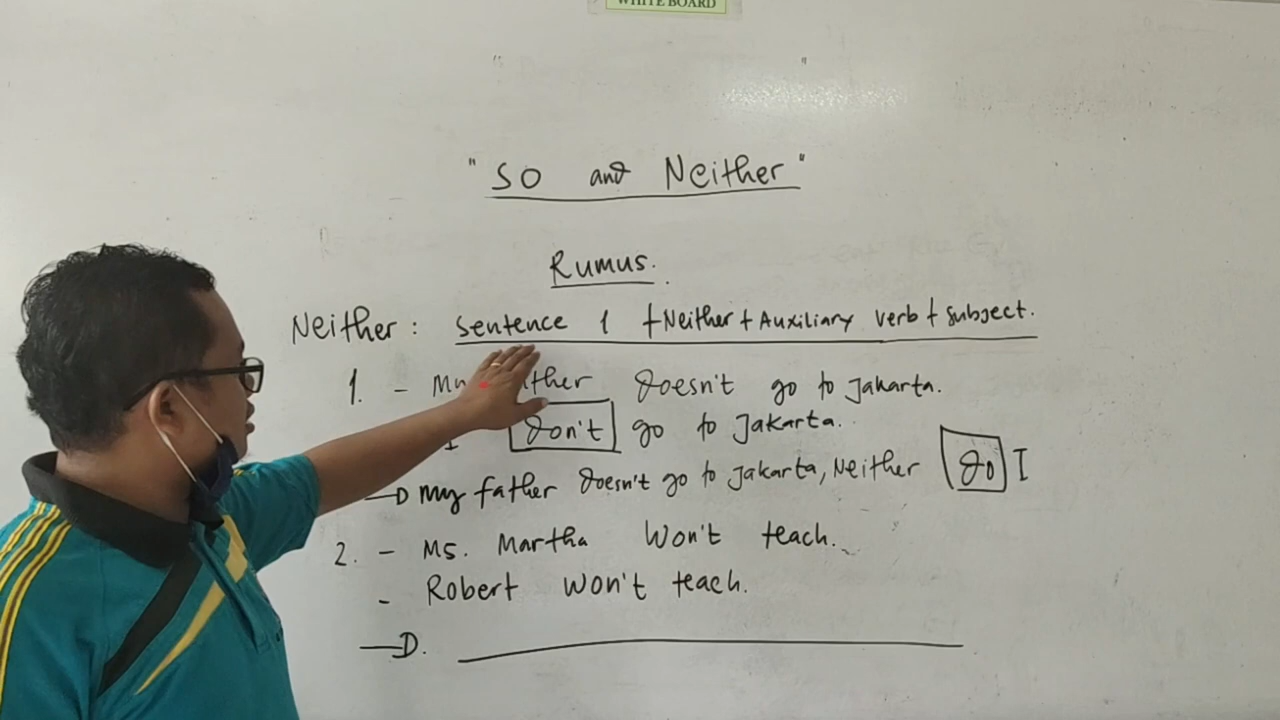 WHITE BOARD
"So and Neither"
Rumus.
Neither: Sentence 1 + Neither + Auxiliary verb + subject.
1. - My father doesn't go to Jakarta.
I don't go to Jakarta.
My father doesn't go to Jakarta, Neither do I
2. - Ms. Martha won't teach.
- Robert won't teach.